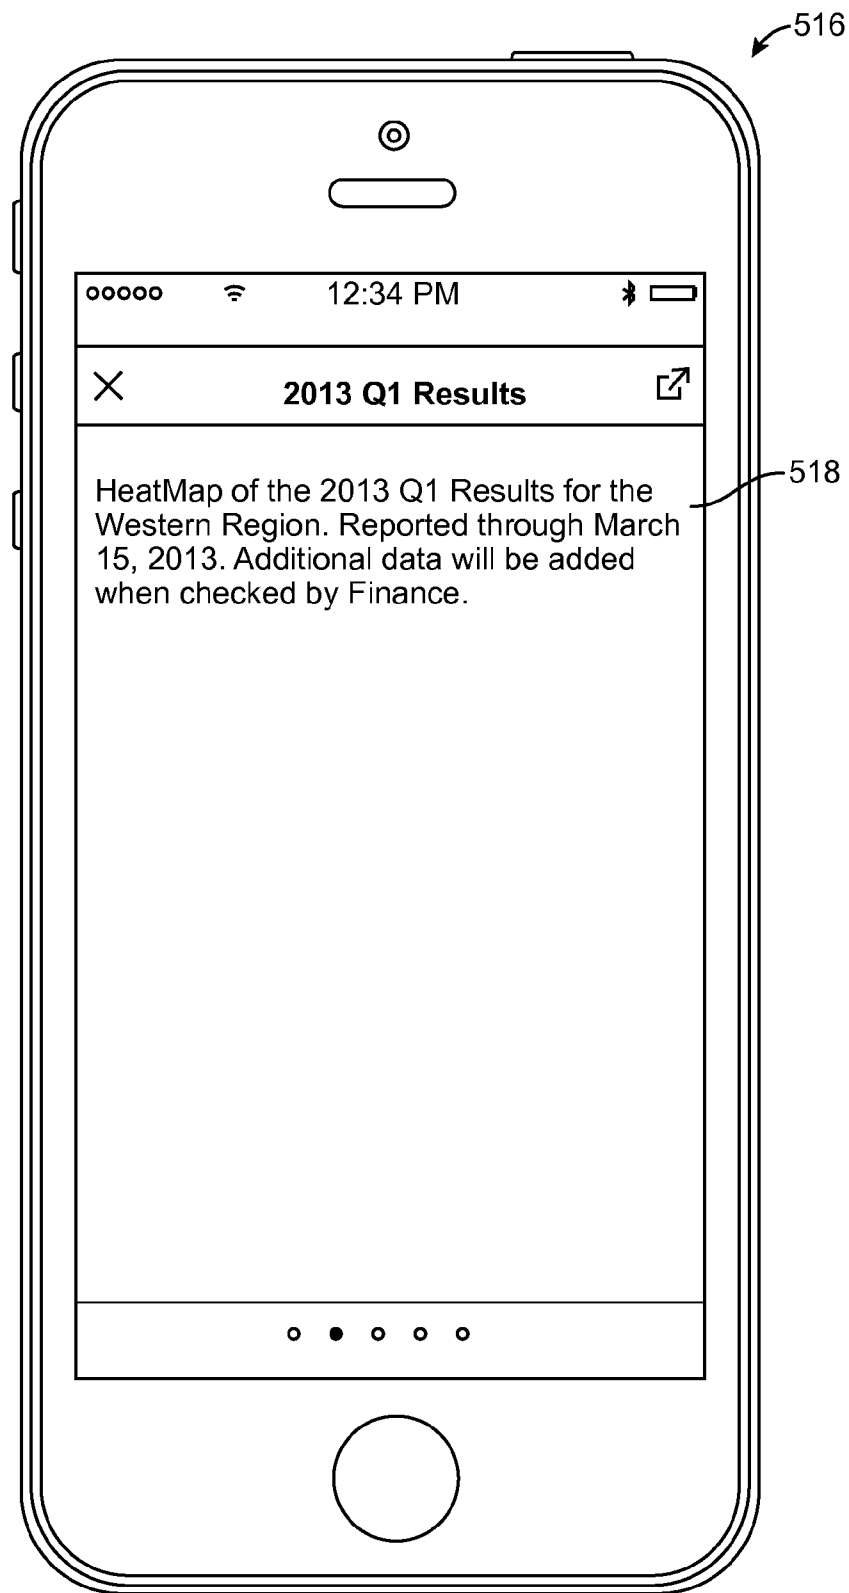 516
12:34 PM
2013 Q1 Results
518
HeatMap of the 2013 Q1 Results for the
Western Region. Reported through March
15, 2013. Additional data will be added
when checked by Finance.